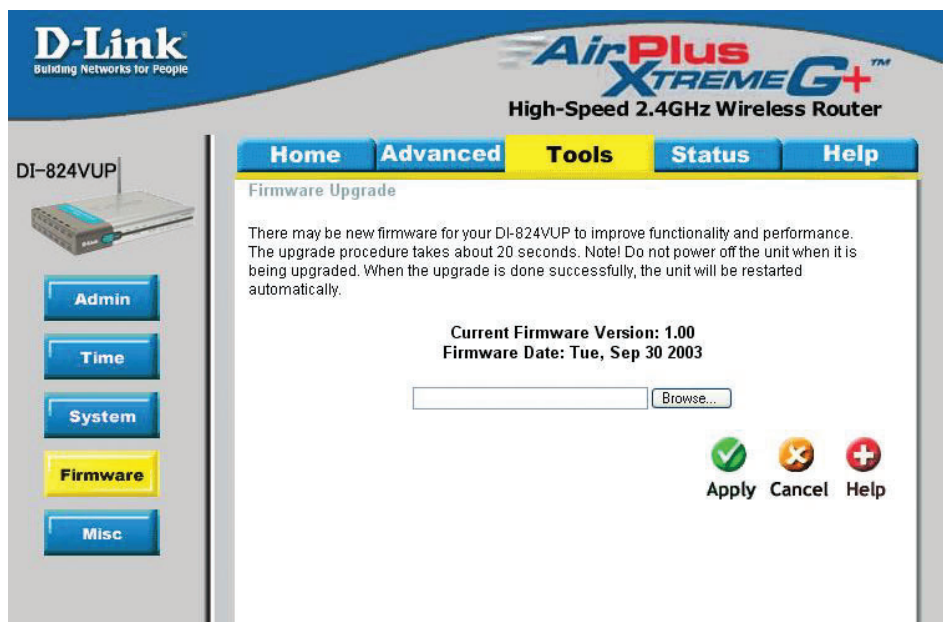 D-Link
Building Networks for People
AirPlus
XTREME G+™
High-Speed 2.4GHz Wireless Router
DI-824VUP
Home Advanced Tools Status Help
Firmware Upgrade
There may be new firmware for your DI-824VUP to improve functionality and performance.
The upgrade procedure takes about 20 seconds. Note! Do not power off the unit when it is
being upgraded. When the upgrade is done successfully, the unit will be restarted
automatically.
Current Firmware Version: 1.00
Firmware Date: Tue, Sep 30 2003
Browse...
Apply Cancel Help
Admin
Time
System
Firmware
Misc